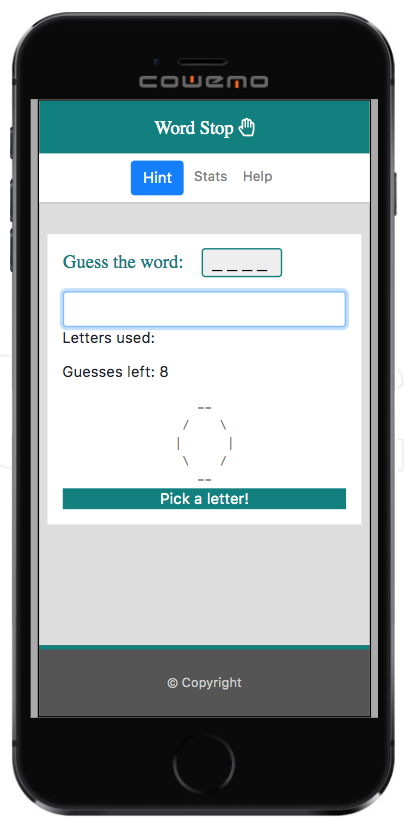 COWEMO
Word Stop
Hint Stats Help
Guess the word: _ _ _ _
Letters used:
Guesses left: 8
Pick a letter!
© Copyright